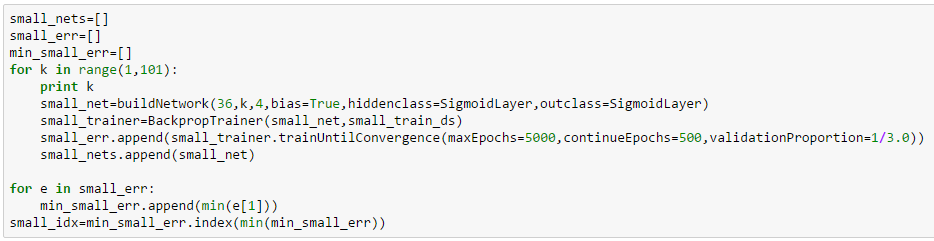 small_nets=[]
small_err=[]
min_small_err=[]
for k in range(1,101):
    print k
    small_net=buildNetwork(36,k,4,bias=True,hiddenclass=SigmoidLayer,outclass=SigmoidLayer)
    small_trainer=BackpropTrainer(small_net,small_train_ds)
    small_err.append(small_trainer.trainUntilConvergence(maxEpochs=5000,continueEpochs=500,validationProportion=1/3.0))
    small_nets.append(small_net)

for e in small_err:
    min_small_err.append(min(e[1]))
small_idx=min_small_err.index(min(min_small_err))